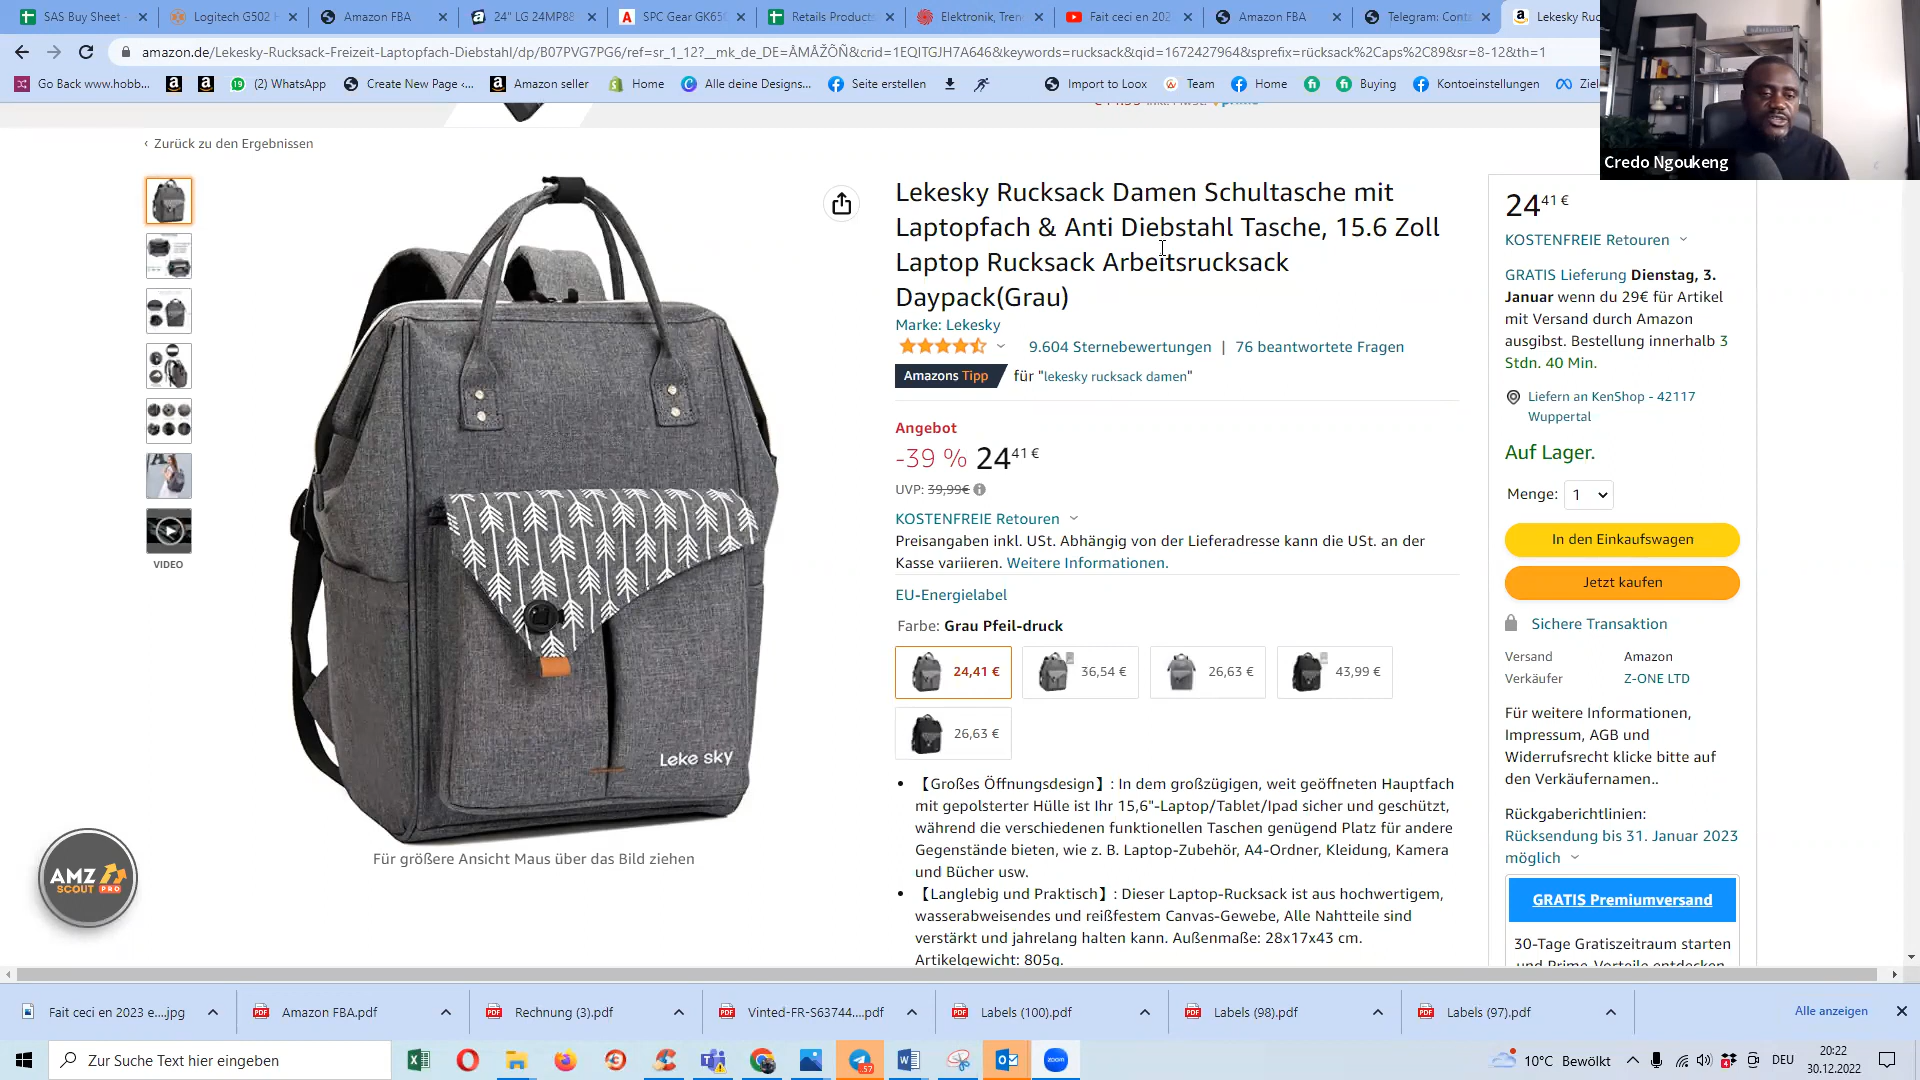 SAS Buy Sheet -
Logitech G502 H
Amazon FBA
24" LG 24MP88
SPC Gear GK65
Retails Products
Elektronik, Tren
Fait ceci en 202
Amazon FBA
Telegram: Conta
Lekesky Ruc
amazon.de/Lekesky-Rucksack-Freizeit-Laptopfach-Diebstahl/dp/B07PVG7PG6/ref=sr_1_12?__mk_de_DE=ÅMÅŽÕÑ&crid=1EQITGJH7A646&keywords=rucksack&qid=1672427964&sprefix=rücksack%2Caps%2C89&sr=8-12&th=1
Go Back www.hobb...
(2) WhatsApp
Create New Page ‹...
Amazon seller
Home
Alle deine Designs...
Seite erstellen
Import to Loox
Team
Home
Buying
Kontoeinstellungen
Ziel
Credo Ngoukeng
‹ Zurück zu den Ergebnissen
VIDEO
Leke sky
Für größere Ansicht Maus über das Bild ziehen
AMZ
SCOUT PRO
Lekesky Rucksack Damen Schultasche mit
Laptopfach & Anti Diebstahl Tasche, 15.6 Zoll
Laptop Rucksack Arbeitsrucksack
Daypack(Grau)
Marke: Lekesky
9.604 Sternebewertungen | 76 beantwortete Fragen
Amazons Tipp für "lekesky rucksack damen"
Angebot
-39 % 24 41 €
UVP: 39,99€
KOSTENFREIE Retouren
Preisangaben inkl. USt. Abhängig von der Lieferadresse kann die USt. an der
Kasse variieren. Weitere Informationen.
EU-Energielabel
Farbe: Grau Pfeil-druck
24,41 €
36,54 €
26,63 €
43,99 €
26,63 €
• 【Großes Öffnungsdesign】: In dem großzügigen, weit geöffneten Hauptfach
mit gepolsterter Hülle ist Ihr 15,6"-Laptop/Tablet/Ipad sicher und geschützt,
während die verschiedenen funktionellen Taschen genügend Platz für andere
Gegenstände bieten, wie z. B. Laptop-Zubehör, A4-Ordner, Kleidung, Kamera
und Bücher usw.
• 【Langlebig und Praktisch】: Dieser Laptop-Rucksack ist aus hochwertigem,
wasserabweisendes und reißfestem Canvas-Gewebe, Alle Nahtteile sind
verstärkt und jahrelang halten kann. Außenmaße: 28x17x43 cm.
Artikelgewicht: 805g.
24 41 €
KOSTENFREIE Retouren
GRATIS Lieferung Dienstag, 3.
Januar wenn du 29€ für Artikel
mit Versand durch Amazon
ausgibst. Bestellung innerhalb 3
Stdn. 40 Min.
Liefern an KenShop - 42117
Wuppertal
Auf Lager.
Menge: 1
In den Einkaufswagen
Jetzt kaufen
Sichere Transaktion
Versand Amazon
Verkäufer Z-ONE LTD
Für weitere Informationen,
Impressum, AGB und
Widerrufsrecht klicke bitte auf
den Verkäufernamen..
Rückgaberichtlinien:
Rücksendung bis 31. Januar 2023
möglich
GRATIS Premiumversand
30-Tage Gratiszeitraum starten
und Prime-Vorteile entdecken
Fait ceci en 2023 e....jpg
Amazon FBA.pdf
Rechnung (3).pdf
Vinted-FR-S63744....pdf
Labels (100).pdf
Labels (98).pdf
Labels (97).pdf
Alle anzeigen
Zur Suche Text hier eingeben
57
zoom
10°C Bewölkt
DEU
20:22
30.12.2022